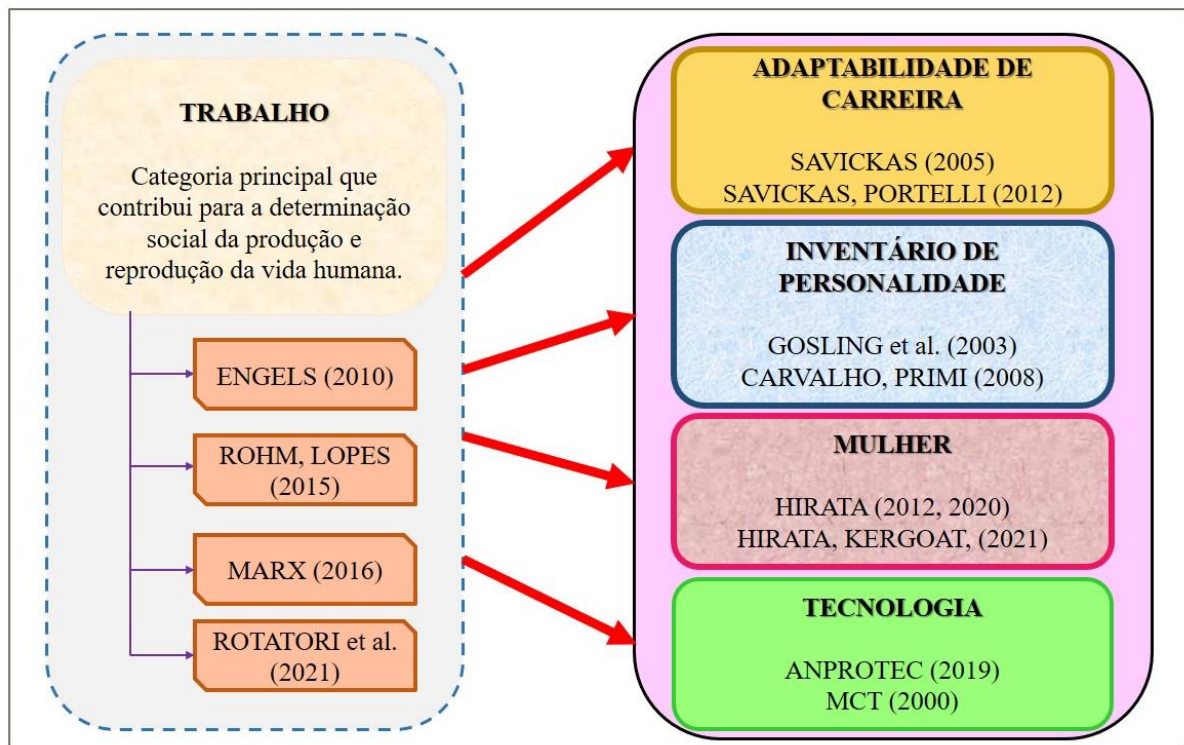 TRABALHO
Categoria principal que
contribui para a determinação
social da produção e
reprodução da vida humana.
ENGELS (2010)
ROHM, LOPES
(2015)
MARX (2016)
ROTATORI et al.
(2021)
ADAPTABILIDADE DE
CARREIRA
SAVICKAS (2005)
SAVICKAS, PORTELLI (2012)
INVENTÁRIO DE
PERSONALIDADE
GOSLING et al. (2003)
CARVALHO, PRIMI (2008)
MULHER
HIRATA (2012, 2020)
HIRATA, KERGOAT, (2021)
TECNOLOGIA
ANPROTEC (2019)
MCT (2000)